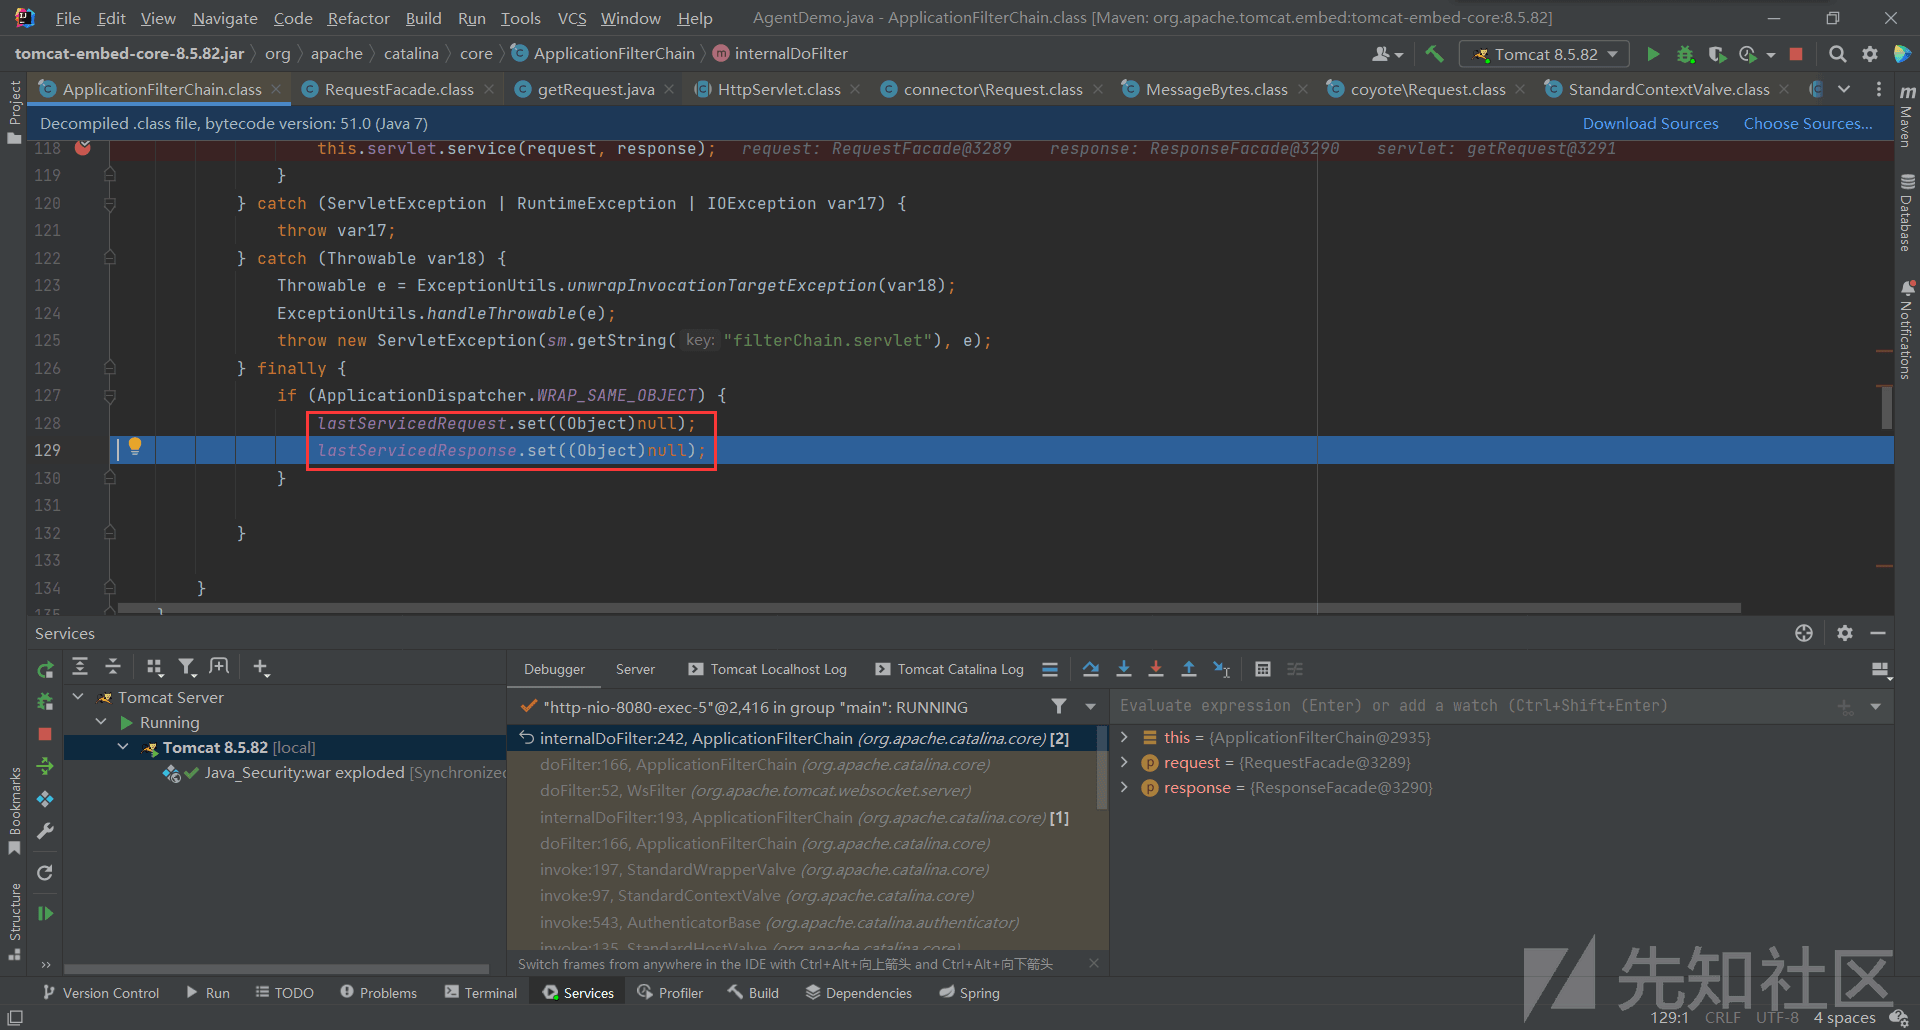 File Edit View Navigate Code Refactor Build Run Tools VCS Window Help AgentDemo.java - ApplicationFilterChain.class [Maven: org.apache.tomcat.embed:tomcat-embed-core:8.5.82]
tomcat-embed-core-8.5.82.jar org apache catalina core ApplicationFilterChain internalDoFilter Tomcat 8.5.82
ApplicationFilterChain.class RequestFacade.class getRequest.java HttpServlet.class connector\Request.class MessageBytes.class coyote\Request.class StandardContextValve.class
Decompiled .class file, bytecode version: 51.0 (Java 7) Download Sources Choose Sources...
118 this.servlet.service(request, response); request: RequestFacade@3289 response: ResponseFacade@3290 servlet: getRequest@3291
119 }
120 } catch (ServletException | RuntimeException | IOException var17) {
121 throw var17;
122 } catch (Throwable var18) {
123 Throwable e = ExceptionUtils.unwrapInvocationTargetException(var18);
124 ExceptionUtils.handleThrowable(e);
125 throw new ServletException(sm.getString( key: "filterChain.servlet"), e);
126 } finally {
127 if (ApplicationDispatcher.WRAP_SAME_OBJECT) {
128 lastServicedRequest.set((Object)null);
129 lastServicedResponse.set((Object)null);
130 }
131
132 }
133
134 }
135 }
Project
Bookmarks
Structure
Maven
Database
Notifications
Services
Debugger Server Tomcat Localhost Log Tomcat Catalina Log
Tomcat Server
Running
Tomcat 8.5.82 [local]
Java_Security:war exploded [Synchronized
"http-nio-8080-exec-5"@2,416 in group "main": RUNNING
internalDoFilter:242, ApplicationFilterChain (org.apache.catalina.core) [2]
doFilter:166, ApplicationFilterChain (org.apache.catalina.core)
doFilter:52, WsFilter (org.apache.tomcat.websocket.server)
internalDoFilter:193, ApplicationFilterChain (org.apache.catalina.core) [1]
doFilter:166, ApplicationFilterChain (org.apache.catalina.core)
invoke:197, StandardWrapperValve (org.apache.catalina.core)
invoke:97, StandardContextValve (org.apache.catalina.core)
invoke:543, AuthenticatorBase (org.apache.catalina.authenticator)
invoke:135, StandardHostValve (org.apache.catalina.core)
Switch frames from anywhere in the IDE with Ctrl+Alt+向上箭头 and Ctrl+Alt+向下箭头
Evaluate expression (Enter) or add a watch (Ctrl+Shift+Enter)
this = {ApplicationFilterChain@2935}
request = {RequestFacade@3289}
response = {ResponseFacade@3290}
Version Control Run TODO Problems Terminal Services Profiler Build Dependencies Spring
先知社区
129:1 CRLF UTF-8 4 spaces